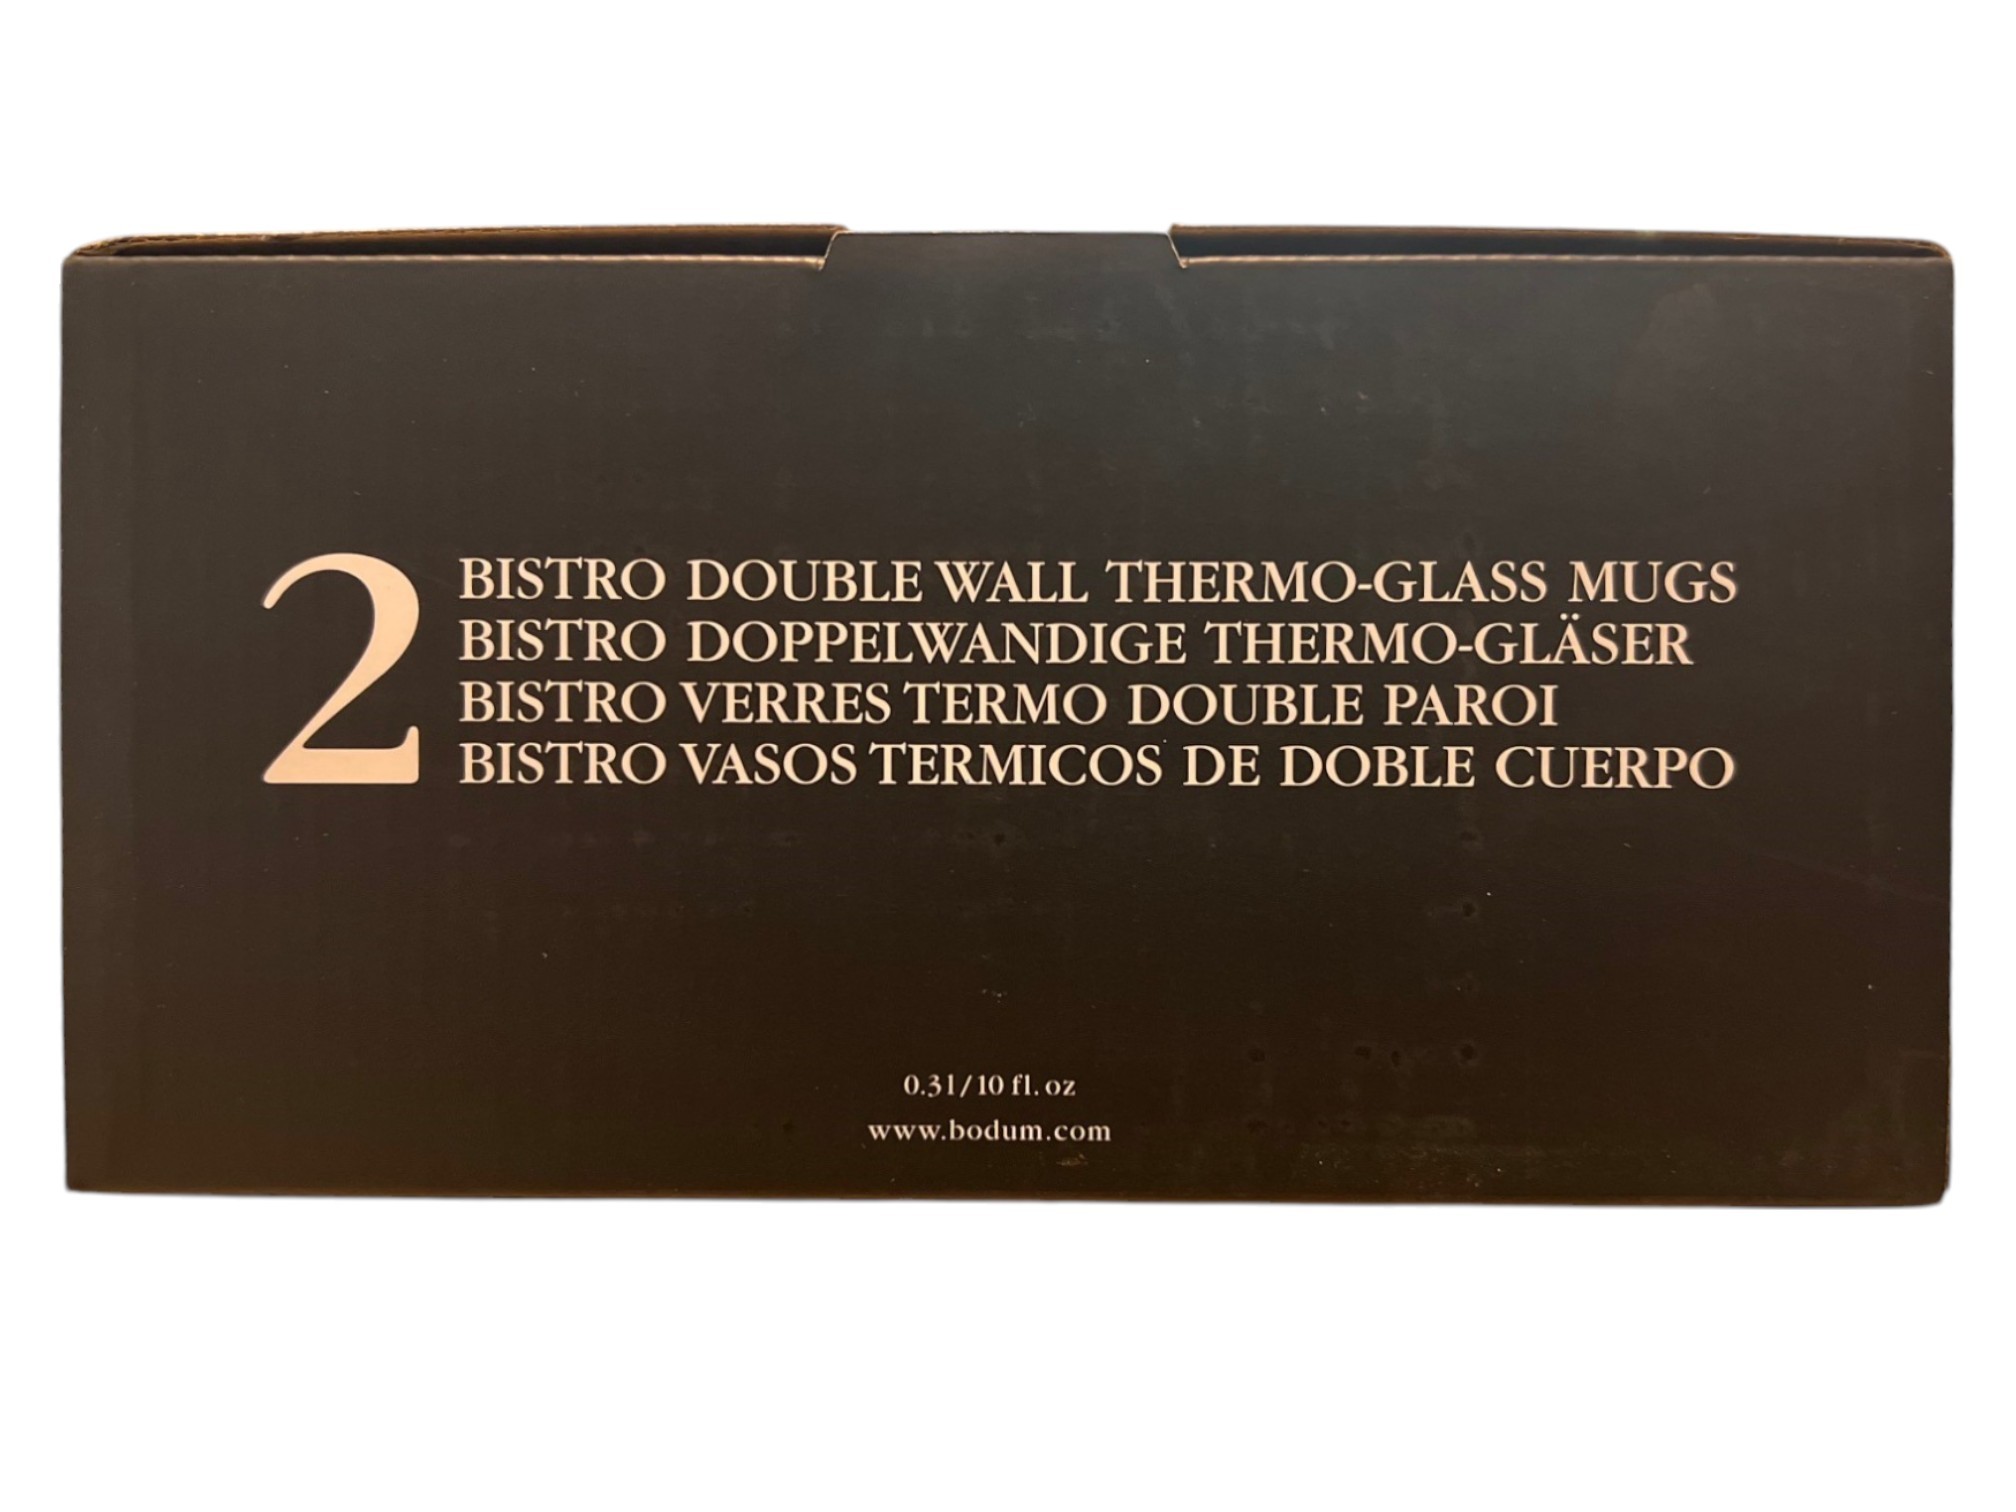 2
BISTRO DOUBLE WALL THERMO-GLASS MUGS
BISTRO DOPPELWANDIGE THERMO-GLÄSER
BISTRO VERRES TERMO DOUBLE PAROI
BISTRO VASOS TERMICOS DE DOBLE CUERPO
0.3l/10 fl. oz
www.bodum.com